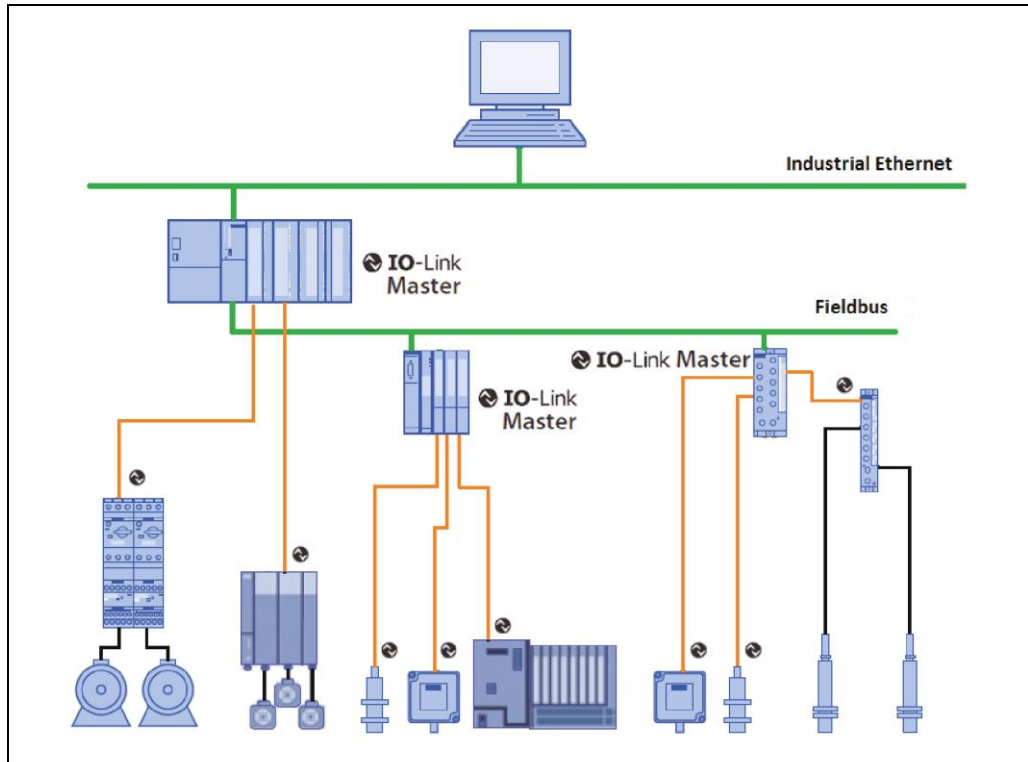 Industrial Ethernet
IO-Link
Master
Fieldbus
IO-Link Master
IO-Link
Master